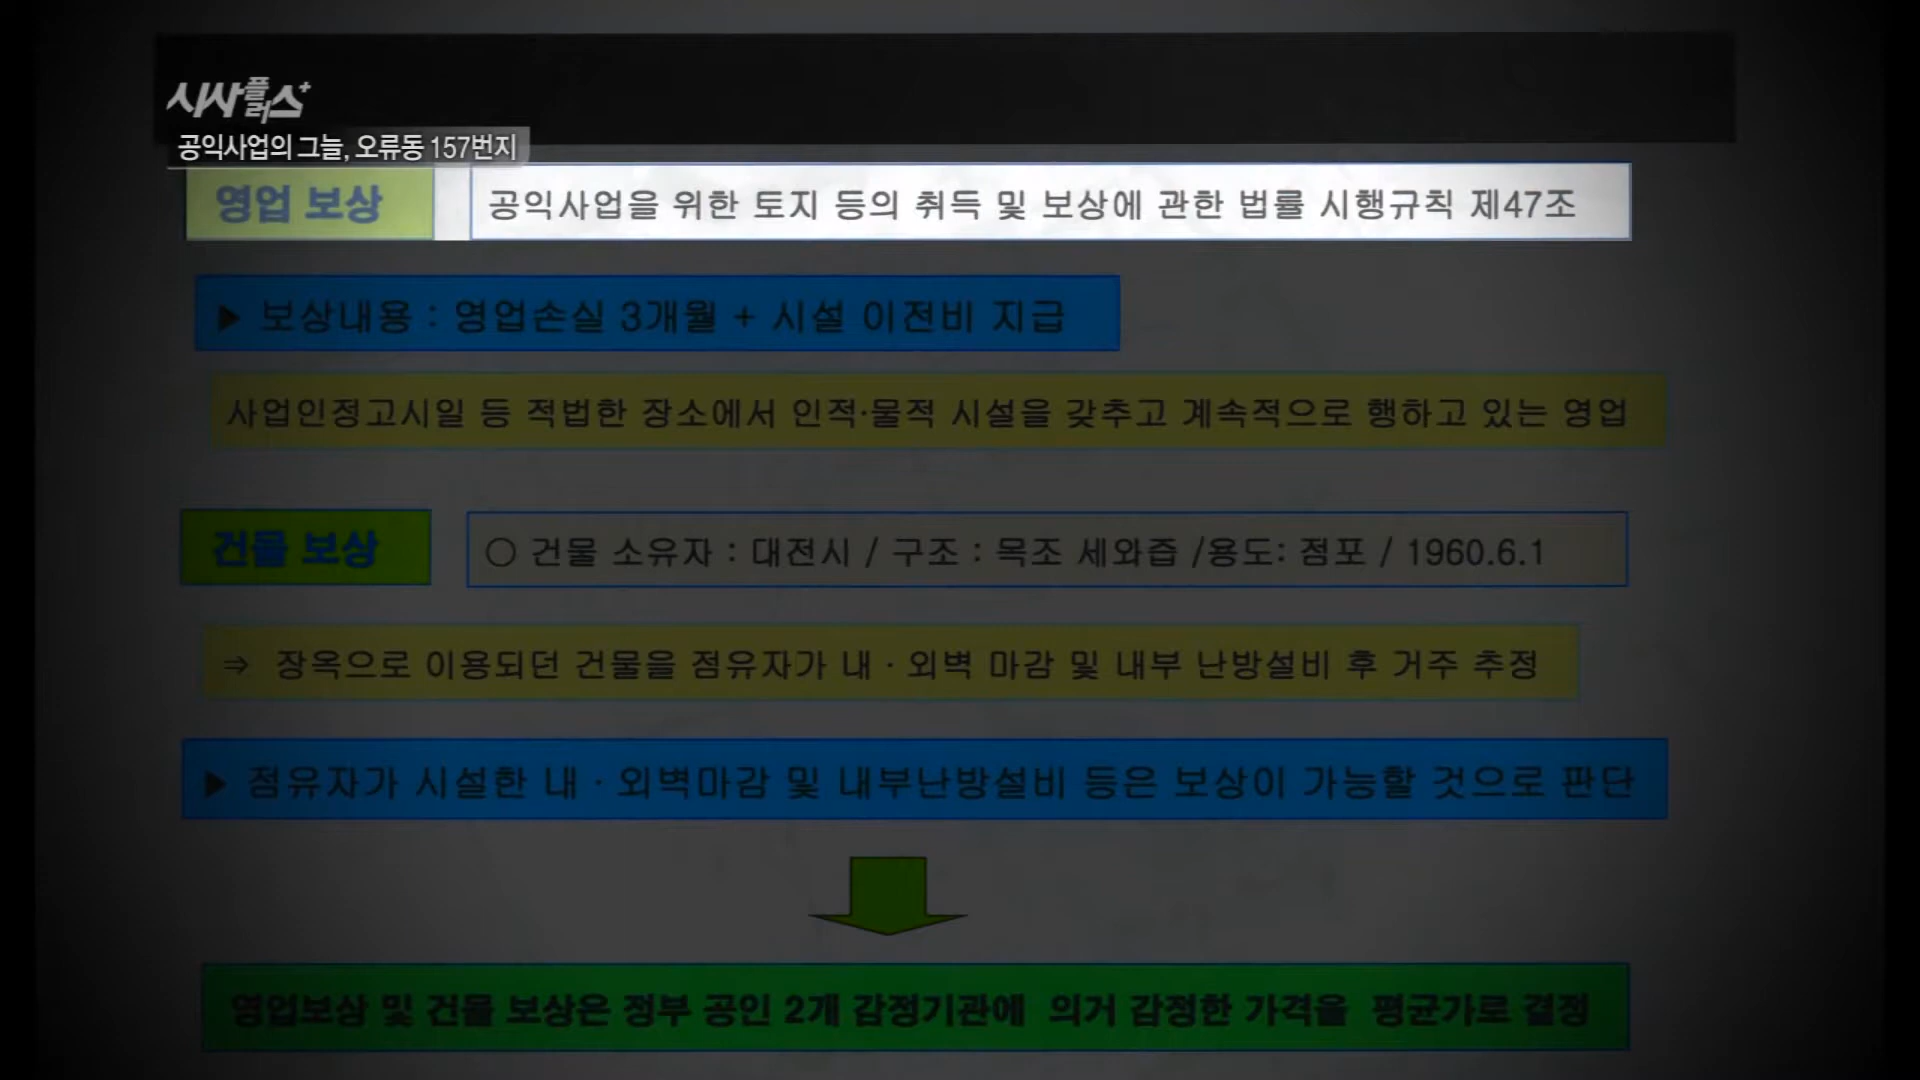 시사플러스+
공익사업의 그늘, 오류동 157번지
영업 보상
공익사업을 위한 토지 등의 취득 및 보상에 관한 법률 시행규칙 제47조
▶ 보상내용 : 영업손실 3개월 + 시설 이전비 지급
사업인정고시일 등 적법한 장소에서 인적·물적 시설을 갖추고 계속적으로 행하고 있는 영업
건물 보상
○ 건물 소유자 : 대전시 / 구조 : 목조 세와즙 /용도: 점포 / 1960.6.1
⇒ 장옥으로 이용되던 건물을 점유자가 내 · 외벽 마감 및 내부 난방설비 후 거주 추정
▶ 점유자가 시설한 내 · 외벽마감 및 내부난방설비 등은 보상이 가능할 것으로 판단
영업보상 및 건물 보상은 정부 공인 2개 감정기관에 의거 감정한 가격을 평균가로 결정